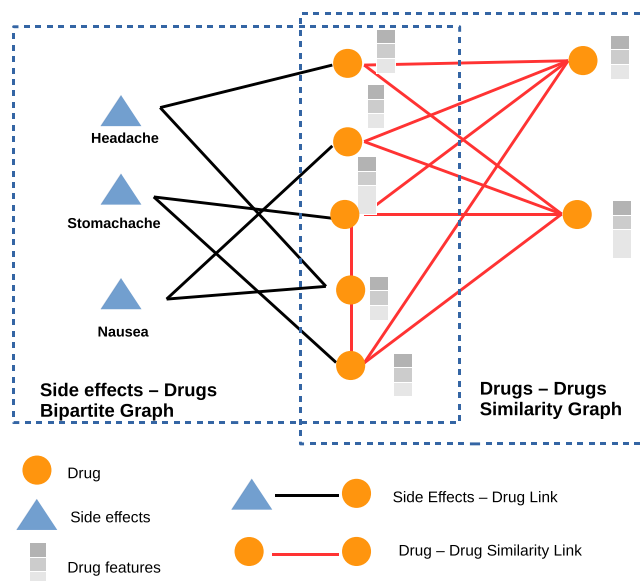 Headache
Stomachache
Nausea
Side effects – Drugs
Bipartite Graph
Drugs – Drugs
Similarity Graph
Drug
Side effects
Drug features
Side Effects – Drug Link
Drug – Drug Similarity Link